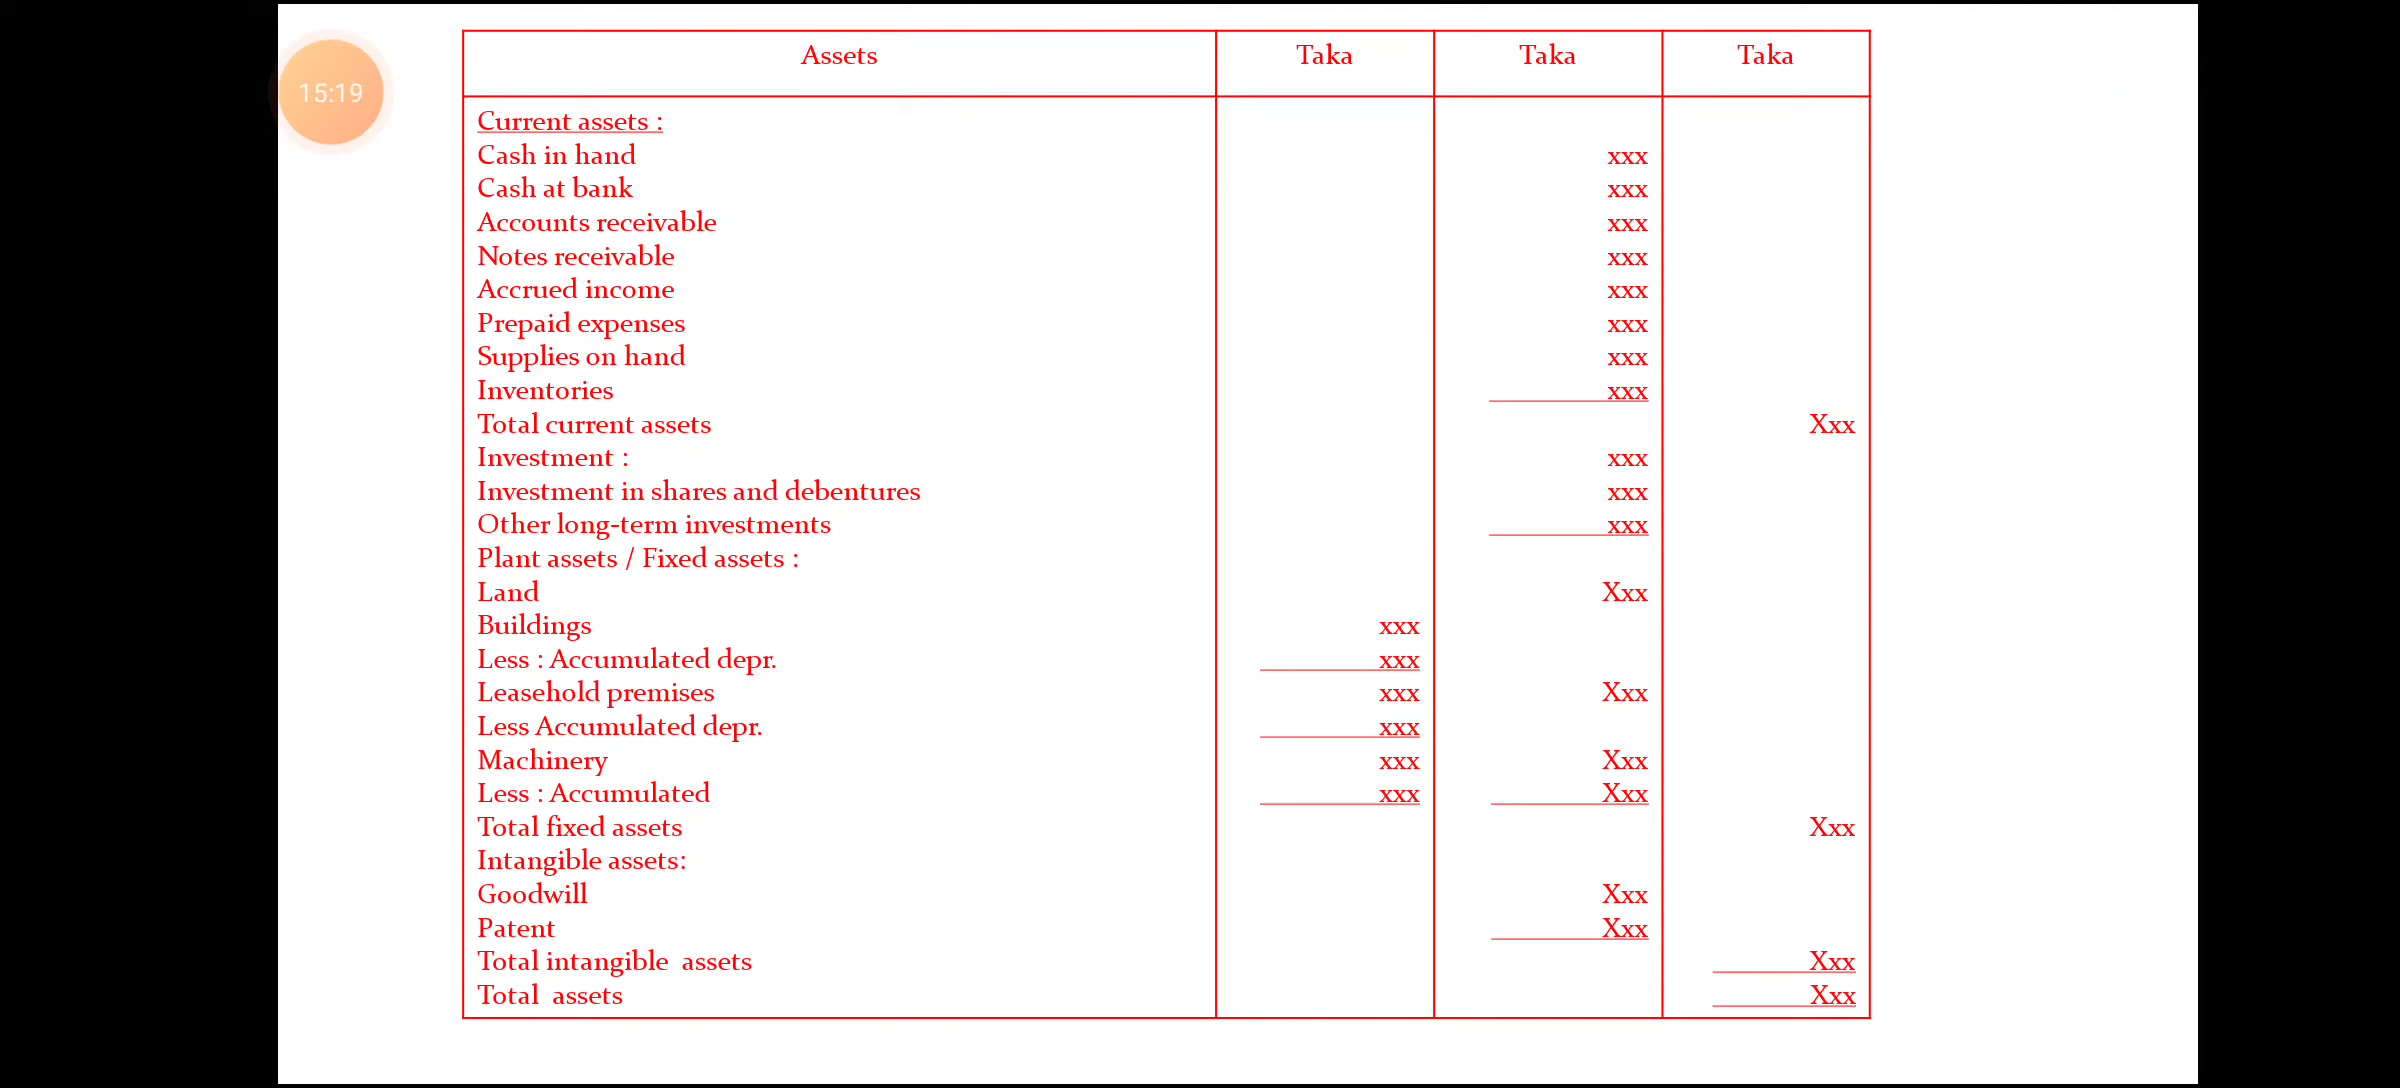 15:19
Assets Taka Taka Taka
Current assets :
Cash in hand xxx
Cash at bank xxx
Accounts receivable xxx
Notes receivable xxx
Accrued income xxx
Prepaid expenses xxx
Supplies on hand xxx
Inventories xxx
Total current assets Xxx
Investment : xxx
Investment in shares and debentures xxx
Other long-term investments xxx
Plant assets / Fixed assets :
Land Xxx
Buildings xxx
Less : Accumulated depr. xxx
Leasehold premises xxx Xxx
Less Accumulated depr. xxx
Machinery xxx Xxx
Less : Accumulated xxx Xxx
Total fixed assets Xxx
Intangible assets:
Goodwill Xxx
Patent Xxx
Total intangible assets Xxx
Total assets Xxx